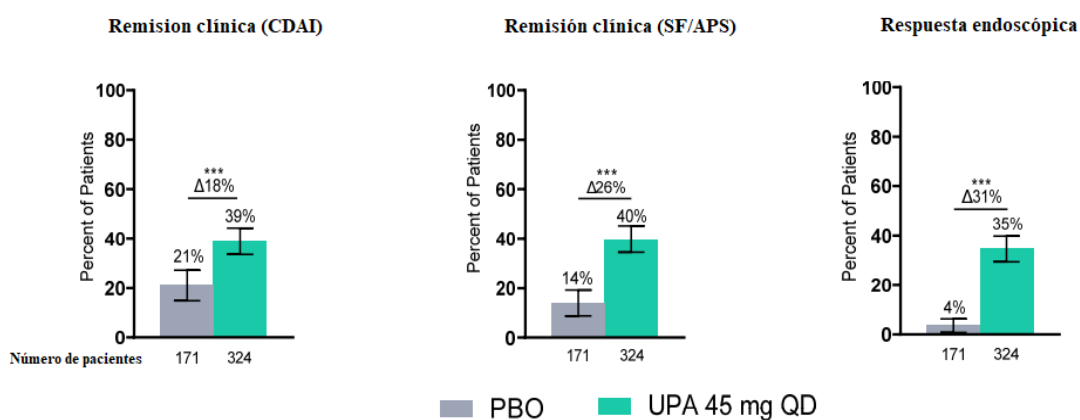 Remision clínica (CDAI)
Remisión clínica (SF/APS)
Respuesta endoscópica
Percent of Patients
100
80
60
40
20
0
***
Δ18%
21%
39%
Percent of Patients
100
80
60
40
20
0
***
Δ26%
14%
40%
Percent of Patients
100
80
60
40
20
0
***
Δ31%
4%
35%
Número de pacientes 171 324
171 324
171 324
PBO UPA 45 mg QD